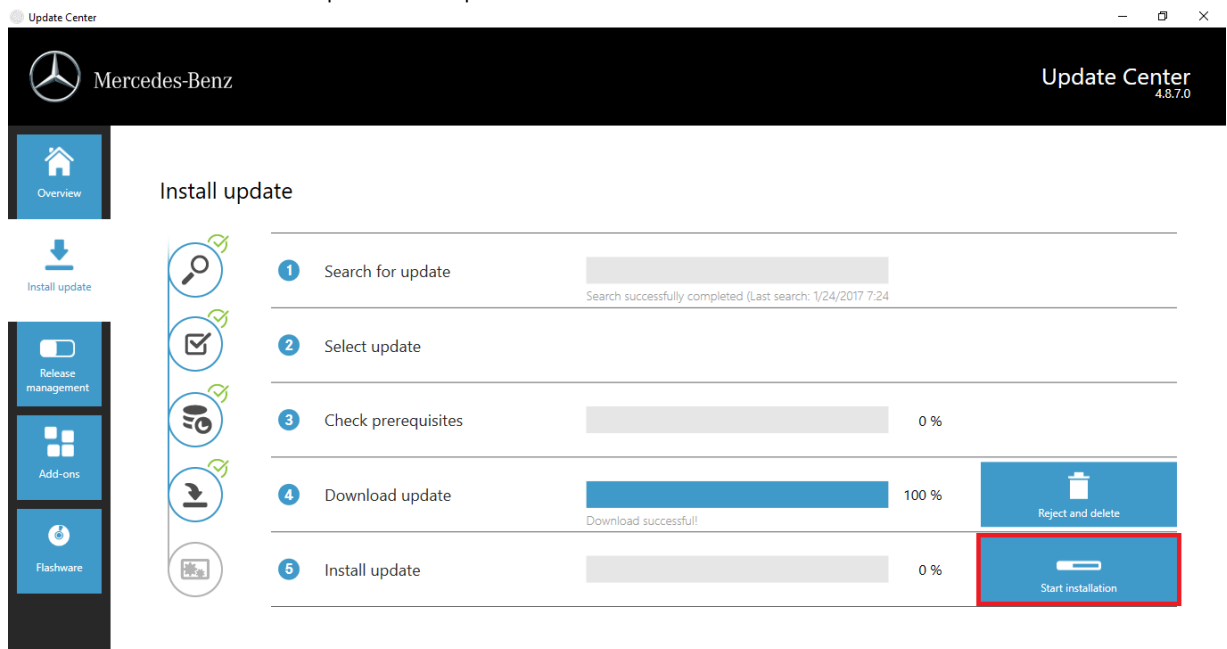 Update Center
Mercedes-Benz
Update Center
4.8.7.0
Overview
Install update
Install update
Release
management
Add-ons
Flashware
1 Search for update
Search successfully completed (Last search: 1/24/2017 7:24
2 Select update
3 Check prerequisites 0 %
4 Download update 100 %
Download successful!
Reject and delete
5 Install update 0 %
Start installation